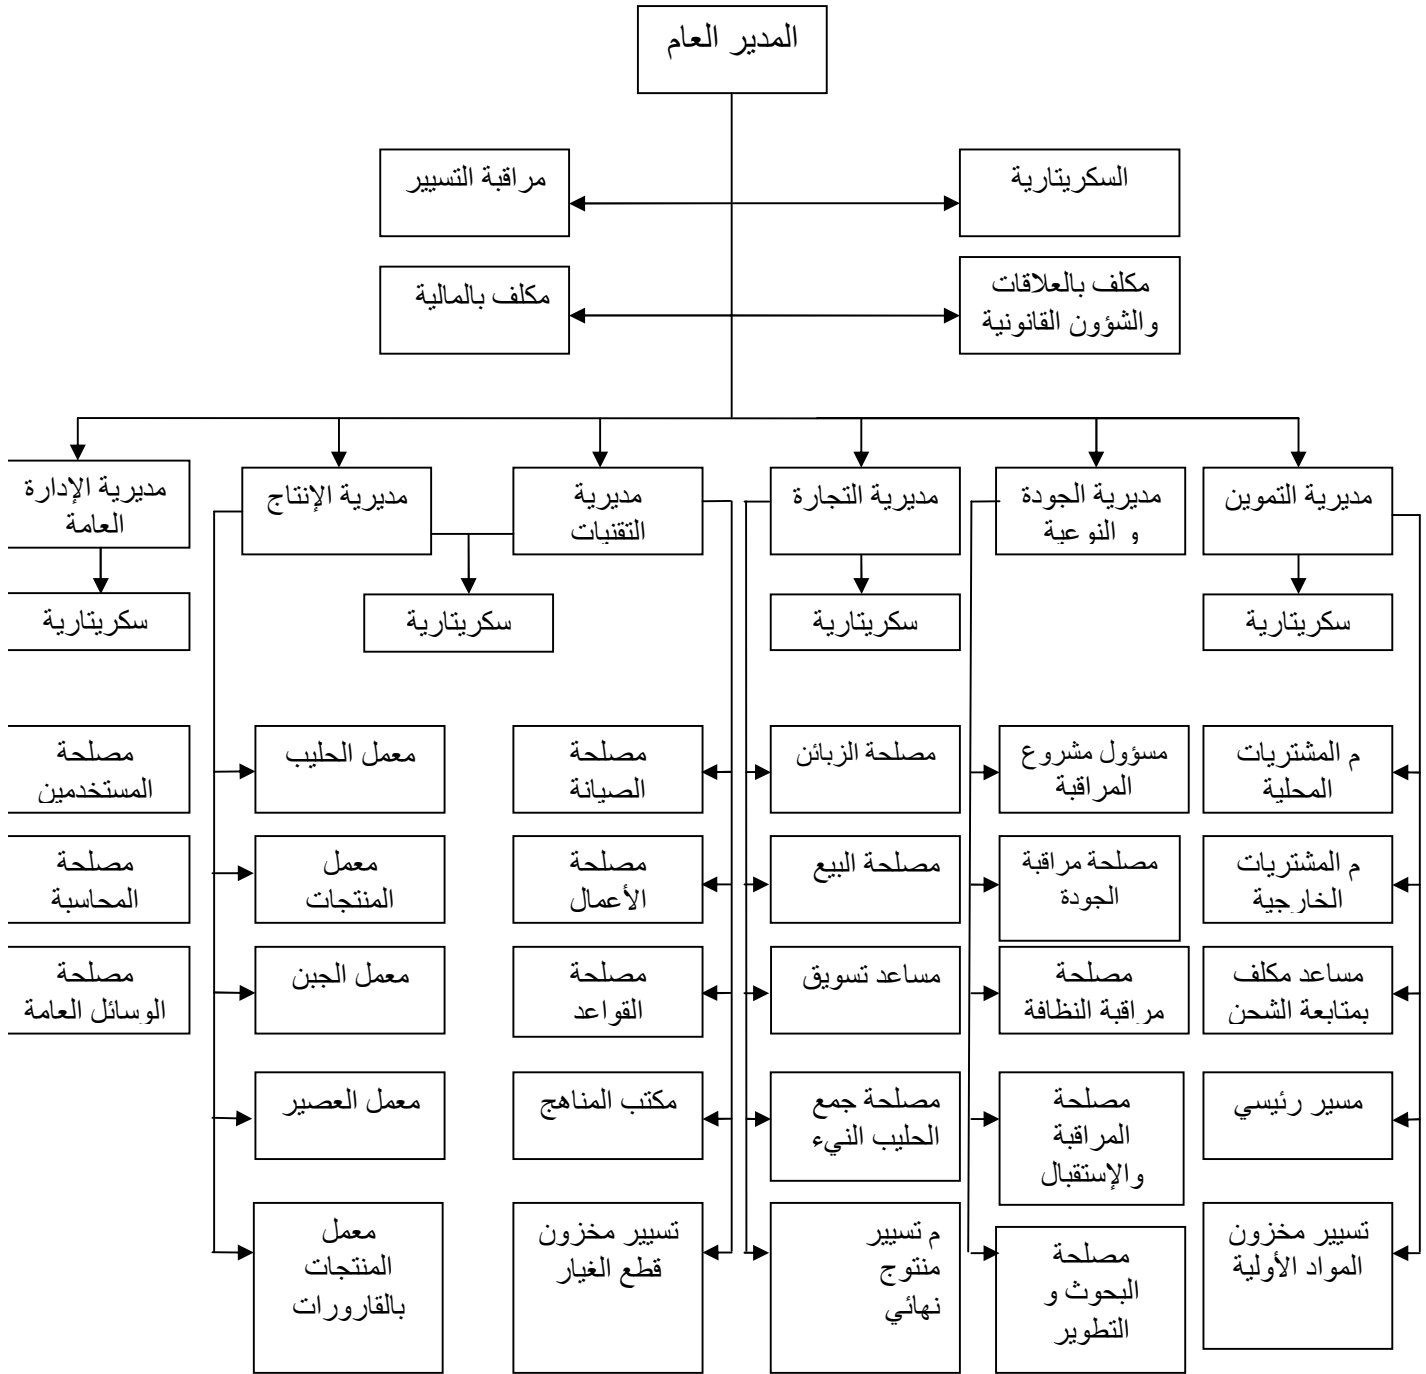 المدير العام
السكريتارية
مراقبة التسيير
مكلف بالعلاقات
والشؤون القانونية
مكلف بالمالية
مديرية التموين
مديرية الجودة
و النوعية
مديرية التجارة
مديرية
التقنيات
مديرية الإنتاج
مديرية الإدارة
العامة
سكريتارية
سكريتارية
سكريتارية
سكريتارية
م المشتريات
المحلية
مسؤول مشروع
المراقبة
مصلحة الزبائن
مصلحة
الصيانة
معمل الحليب
مصلحة
المستخدمين
م المشتريات
الخارجية
مصلحة مراقبة
الجودة
مصلحة البيع
مصلحة
الأعمال
معمل
المنتجات
مصلحة
المحاسبة
مساعد مكلف
بمتابعة الشحن
مصلحة
مراقبة النظافة
مساعد تسويق
مصلحة
القواعد
معمل الجبن
مصلحة
الوسائل العامة
مسير رئيسي
مصلحة
المراقبة
والإستقبال
مصلحة جمع
الحليب النيء
مكتب المناهج
معمل العصير
تسيير مخزون
المواد الأولية
مصلحة
البحوث و
التطوير
م تسيير
منتوج
نهائي
تسيير مخزون
قطع الغيار
معمل
المنتجات
بالقارورات